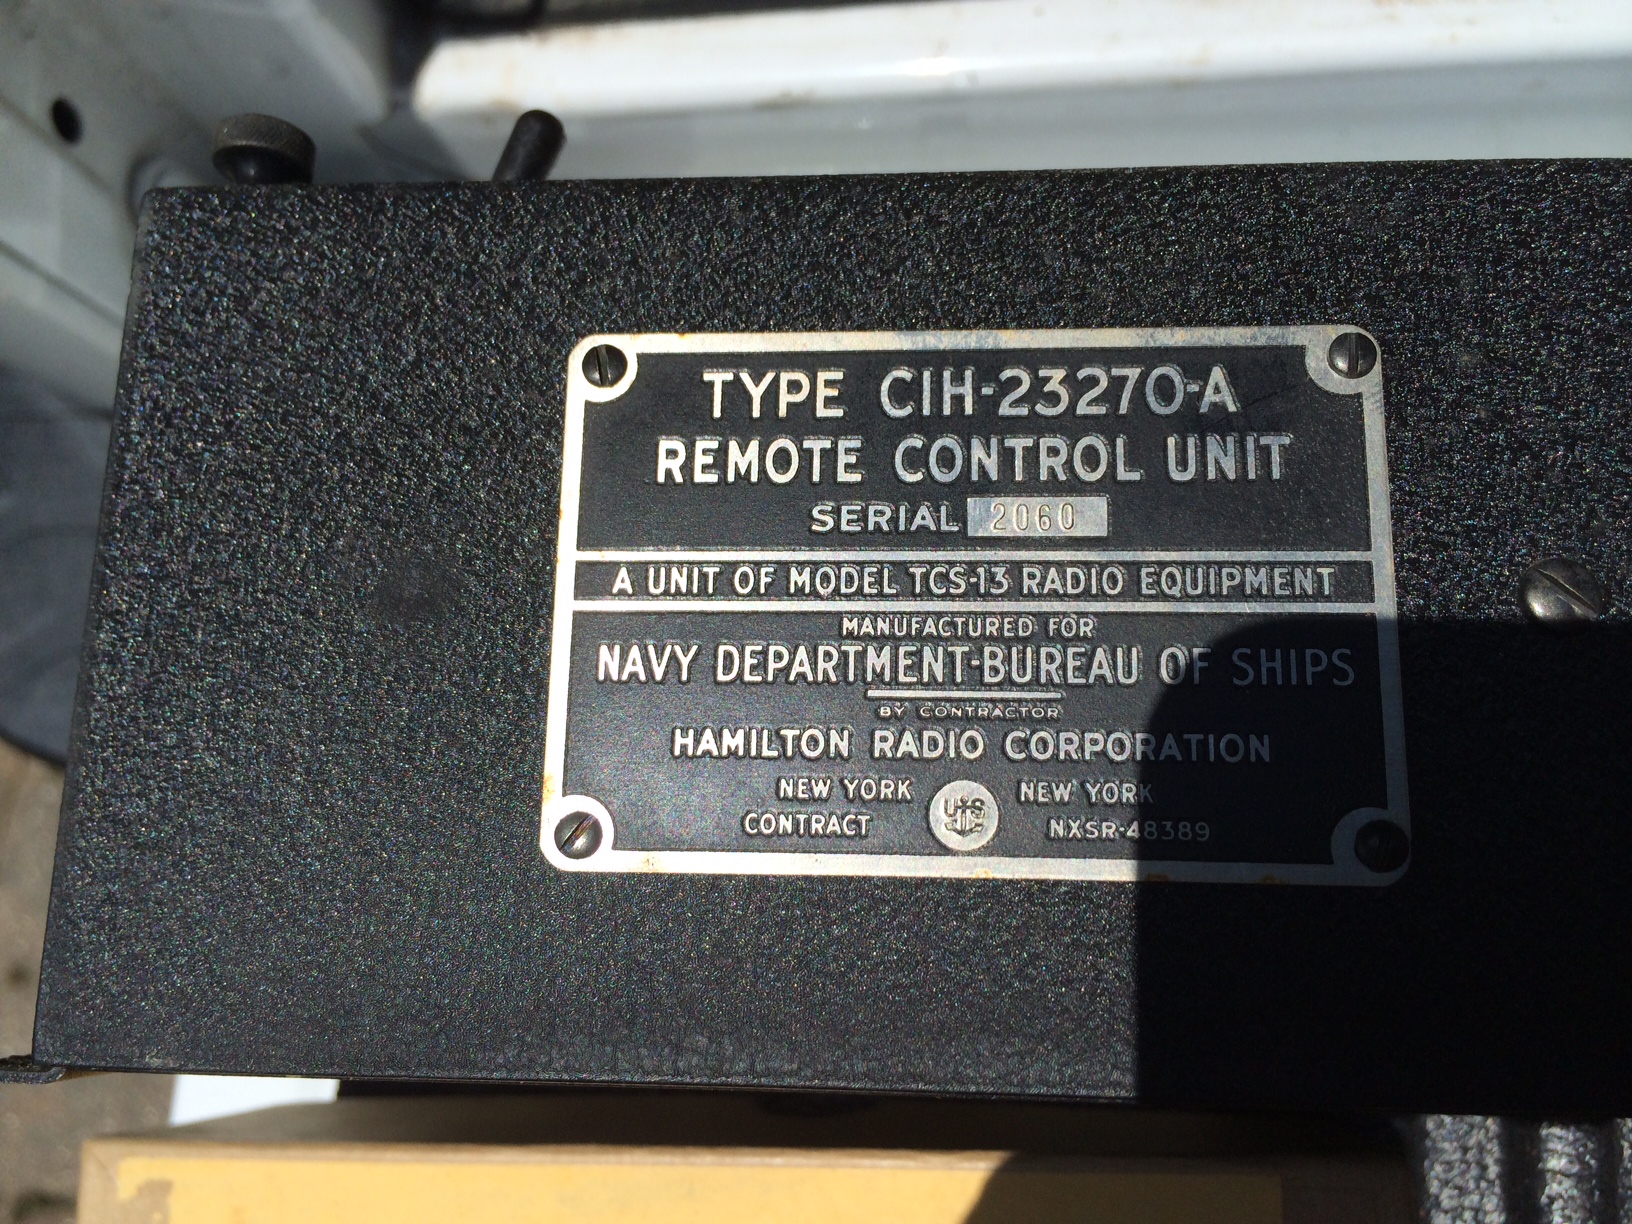 TYPE CIH-23270-A
REMOTE CONTROL UNIT
SERIAL 2060
A UNIT OF MODEL TCS-13 RADIO EQUIPMENT
MANUFACTURED FOR
NAVY DEPARTMENT-BUREAU OF SHIPS
BY CONTRACTOR
HAMILTON RADIO CORPORATION
NEW YORK NEW YORK
CONTRACT NXSR-48389